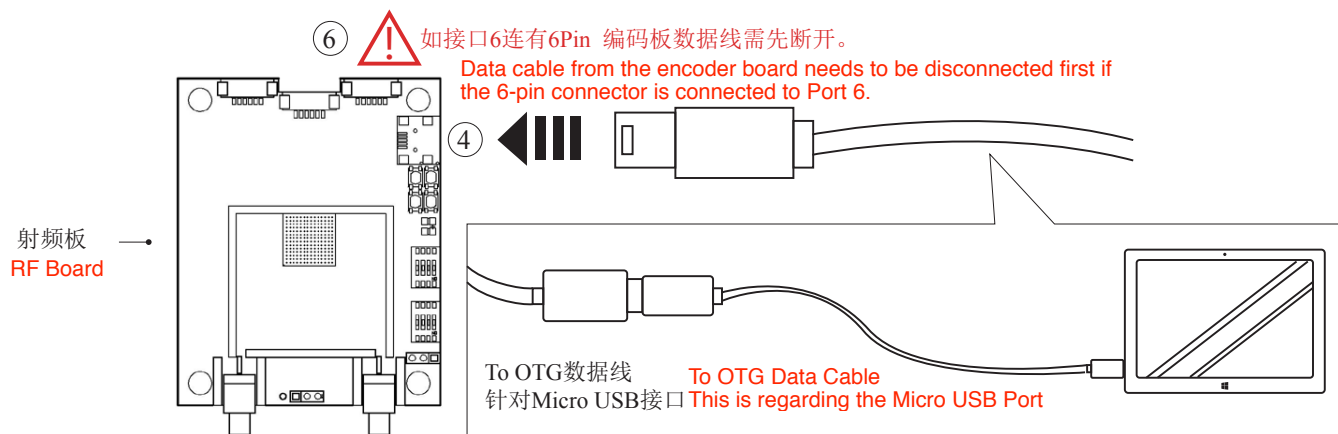 ⑥
如接口6连有6Pin 编码板数据线需先断开。
Data cable from the encoder board needs to be disconnected first if
the 6-pin connector is connected to Port 6.
④
射频板
RF Board
To OTG数据线
针对Micro USB接口
To OTG Data Cable
This is regarding the Micro USB Port